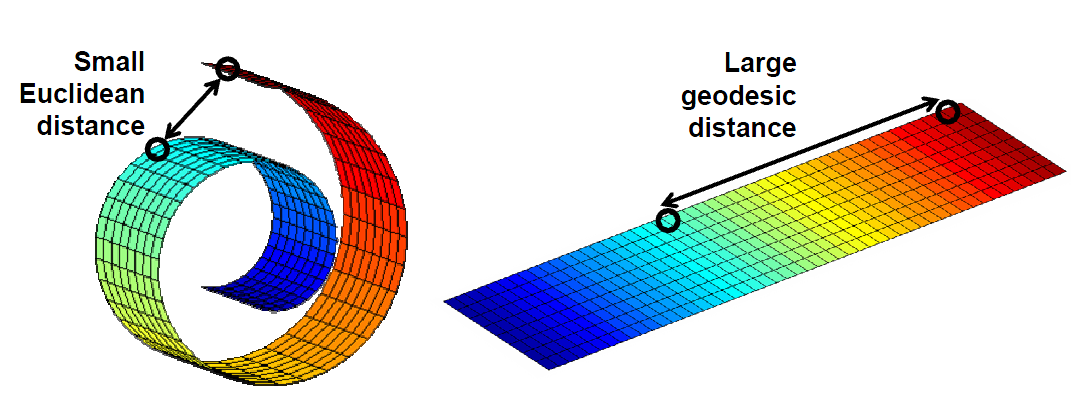 Small
Euclidean
distance
Large
geodesic
distance